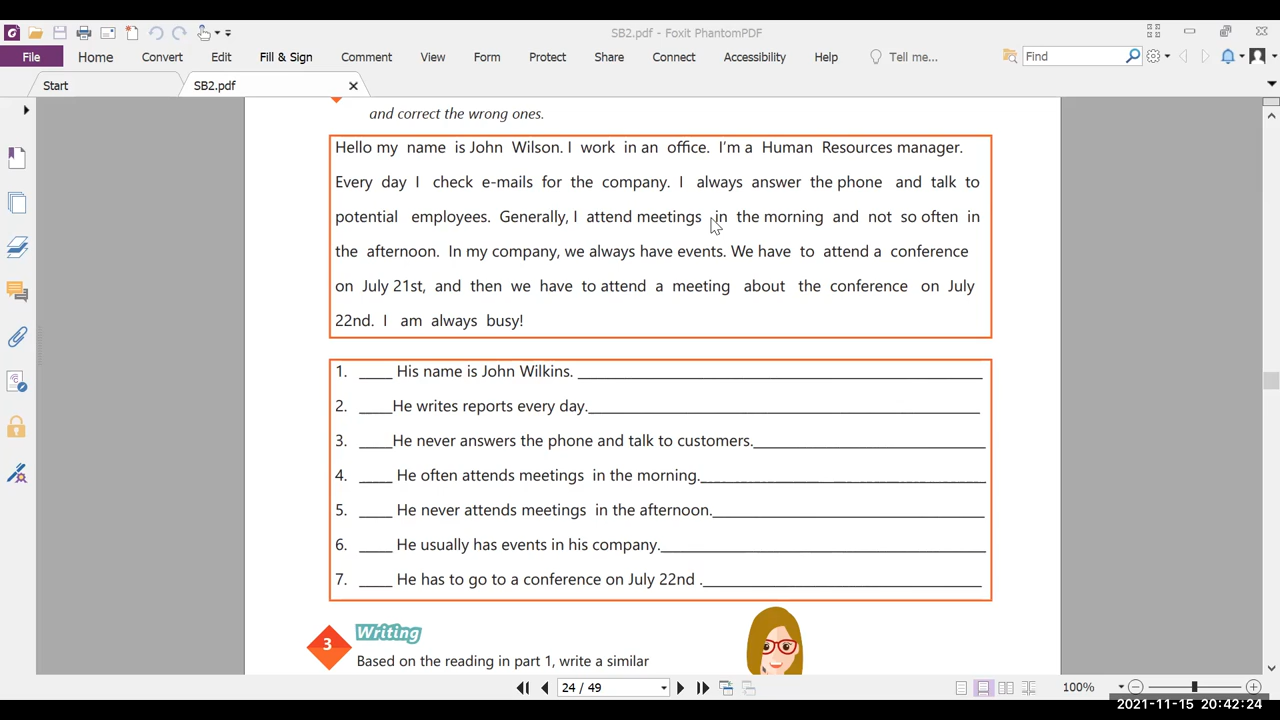 SB2.pdf - Foxit PhantomPDF
File Home Convert Edit Fill & Sign Comment View Form Protect Share Connect Accessibility Help Tell me... Find
Start SB2.pdf
and correct the wrong ones.
Hello my name is John Wilson. I work in an office. I'm a Human Resources manager.
Every day I check e-mails for the company. I always answer the phone and talk to
potential employees. Generally, I attend meetings in the morning and not so often in
the afternoon. In my company, we always have events. We have to attend a conference
on July 21st, and then we have to attend a meeting about the conference on July
22nd. I am always busy!
1. ____ His name is John Wilkins. ____
2. ____He writes reports every day.____
3. ____He never answers the phone and talk to customers.____
4. ____ He often attends meetings in the morning.____
5. ____ He never attends meetings in the afternoon.____
6. ____ He usually has events in his company.____
7. ____ He has to go to a conference on July 22nd .____
3 Writing
Based on the reading in part 1, write a similar
24 / 49 100%
2021-11-15 20:42:24